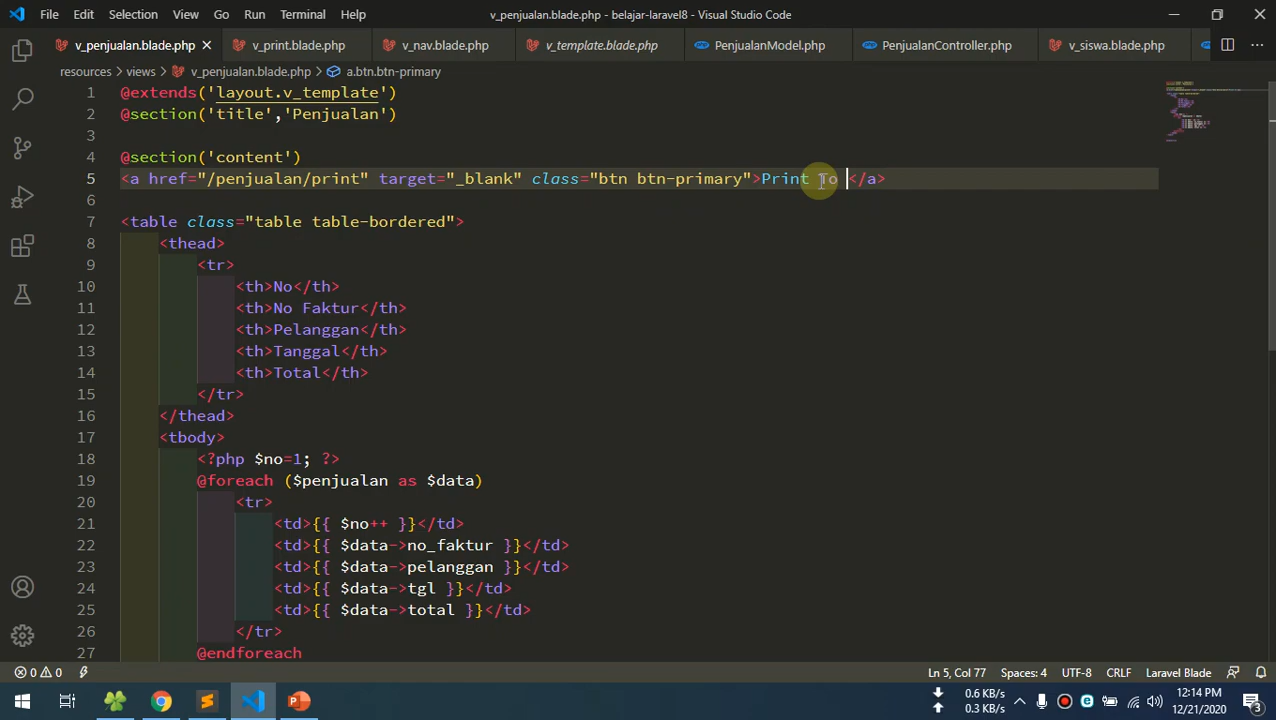 File Edit Selection View Go Run Terminal Help v_penjualan.blade.php - belajar-laravel8 - Visual Studio Code
v_penjualan.blade.php v_print.blade.php v_nav.blade.php v_template.blade.php PenjualanModel.php PenjualanController.php v_siswa.blade.php
resources > views > v_penjualan.blade.php > a.btn.btn-primary
1 @extends('layout.v_template')
2 @section('title','Penjualan')
3
4 @section('content')
5 <a href="/penjualan/print" target="_blank" class="btn btn-primary">Print To </a>
6
7 <table class="table table-bordered">
8 <thead>
9 <tr>
10 <th>No</th>
11 <th>No Faktur</th>
12 <th>Pelanggan</th>
13 <th>Tanggal</th>
14 <th>Total</th>
15 </tr>
16 </thead>
17 <tbody>
18 <?php $no=1; ?>
19 @foreach ($penjualan as $data)
20 <tr>
21 <td>{{ $no++ }}</td>
22 <td>{{ $data->no_faktur }}</td>
23 <td>{{ $data->pelanggan }}</td>
24 <td>{{ $data->tgl }}</td>
25 <td>{{ $data->total }}</td>
26 </tr>
27 @endforeach
0 0 Ln 5, Col 77 Spaces: 4 UTF-8 CRLF Laravel Blade
0.6 KB/s 12:14 PM
0.3 KB/s 12/21/2020 3